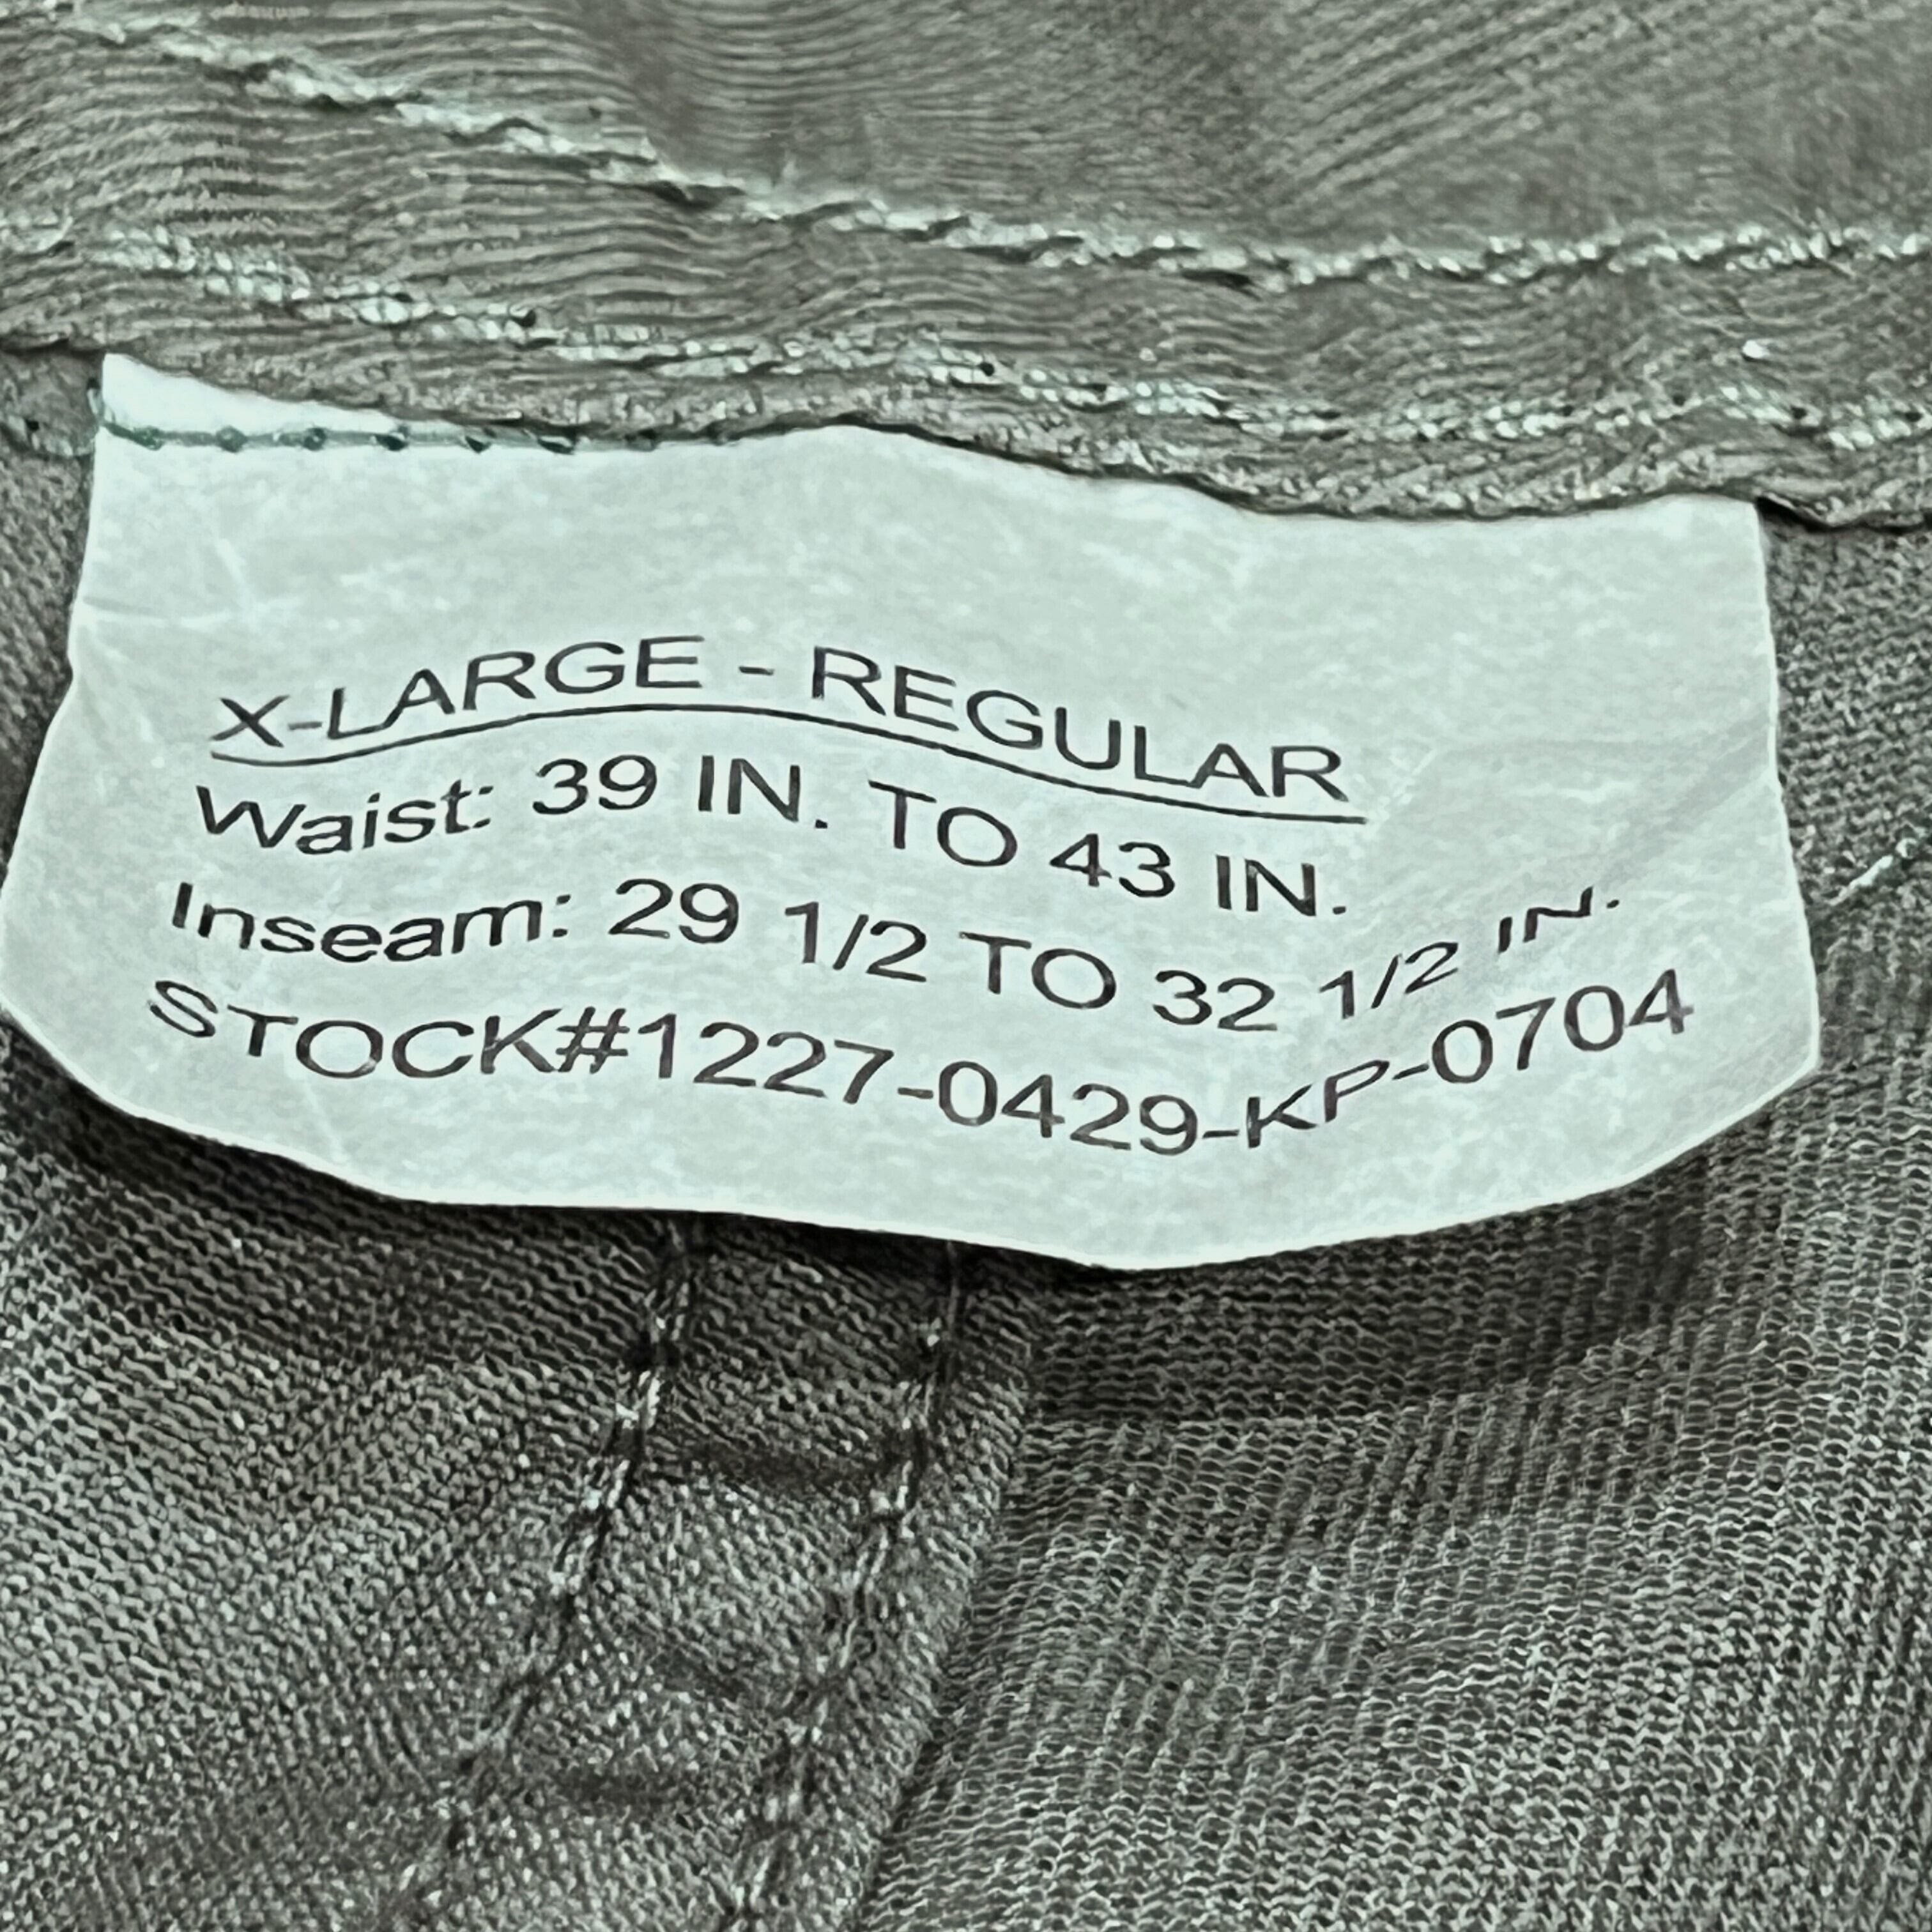 X-LARGE - REGULAR
Waist: 39 IN. TO 43 IN.
Inseam: 29 1/2 TO 32 1/2 IN.
STOCK#1227-0429-KP-0704